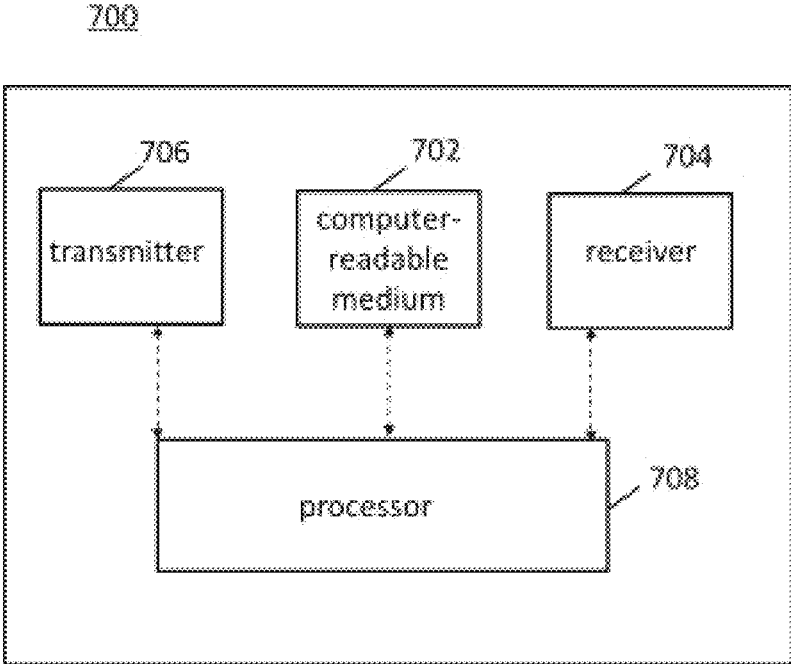 700
706
702
704
transmitter
computer-
readable
medium
receiver
708
processor